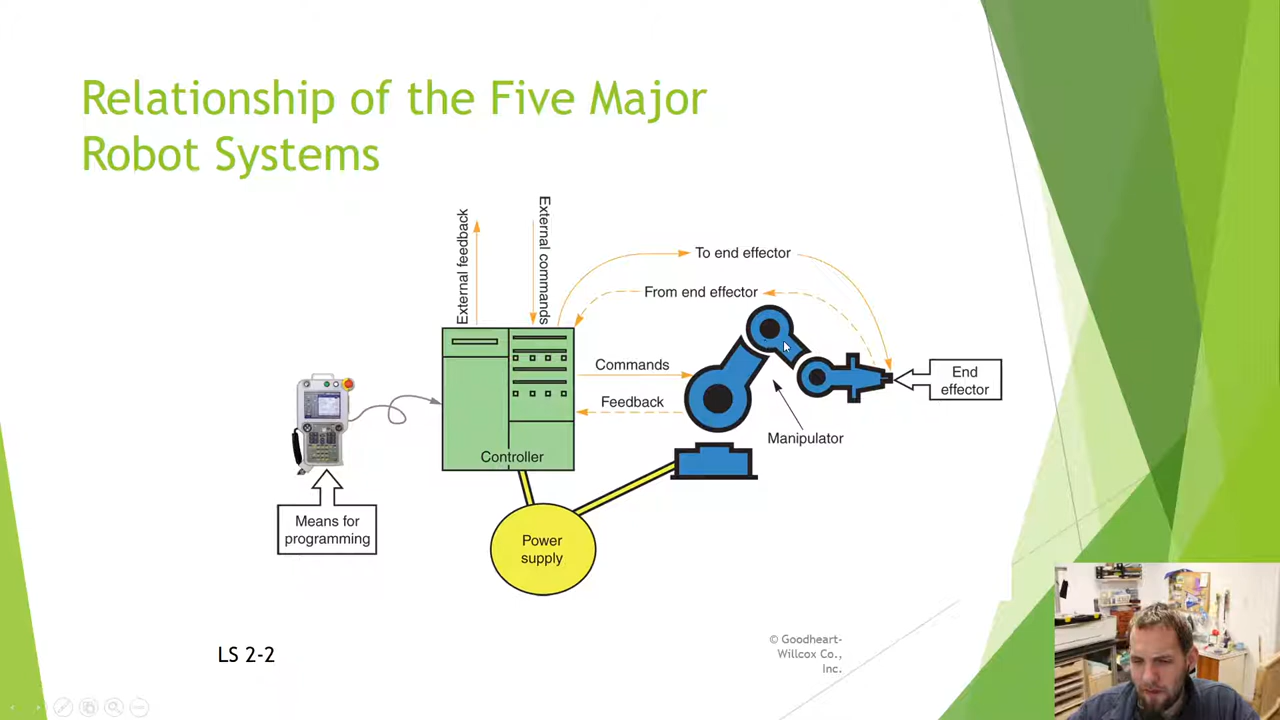 Relationship of the Five Major
Robot Systems
External feedback
External commands
To end effector
From end effector
Commands
Feedback
End
effector
Manipulator
Controller
Means for
programming
Power
supply
LS 2-2
© Goodheart-
Willcox Co.,
Inc.